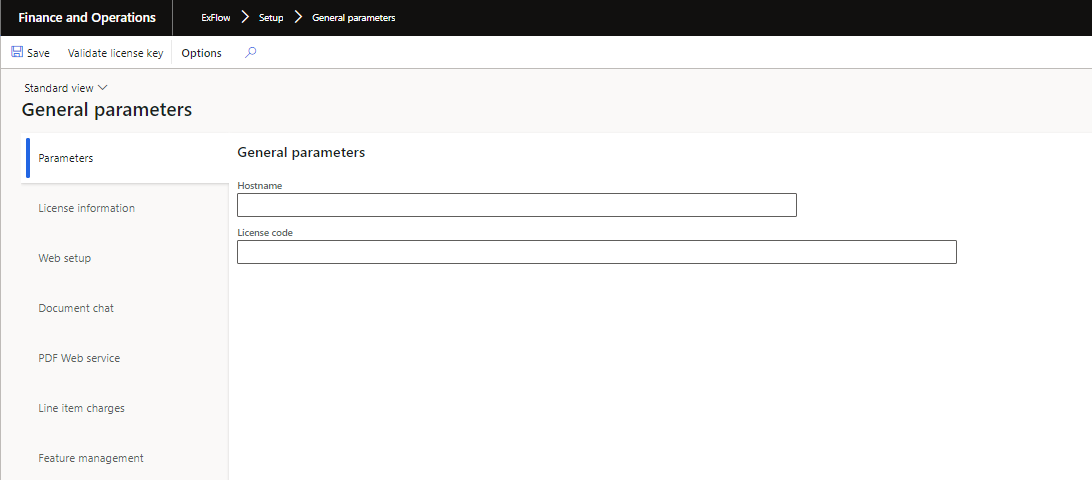 Finance and Operations ExFlow Setup General parameters
Save Validate license key Options
Standard view
General parameters
Parameters
License information
Web setup
Document chat
PDF Web service
Line item charges
Feature management
General parameters
Hostname
License code